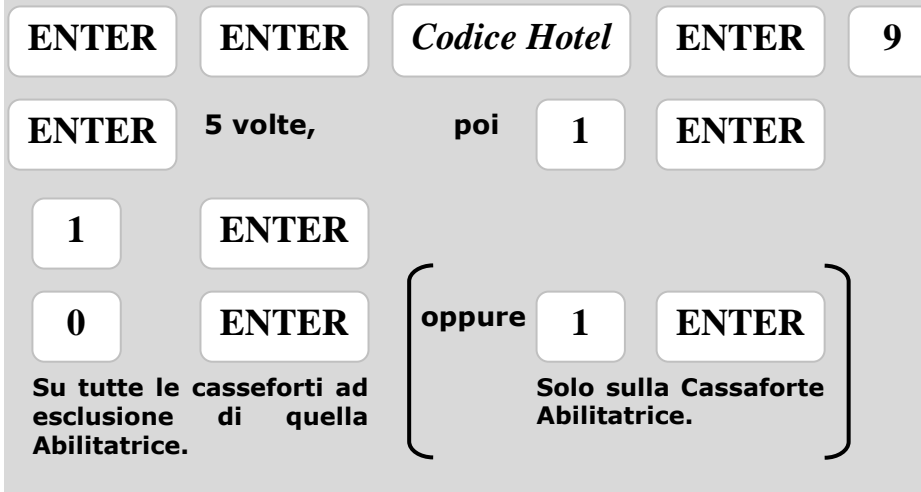 ENTER ENTER Codice Hotel ENTER 9
ENTER 5 volte, poi 1 ENTER
1 ENTER
0 ENTER oppure 1 ENTER
Su tutte le casseforti ad
esclusione di quella
Abilitatrice.
Solo sulla Cassaforte
Abilitatrice.